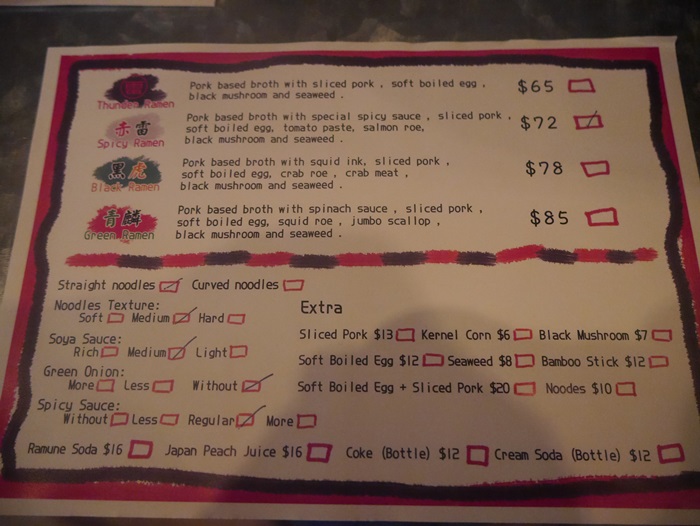 Pork based broth with sliced pork , soft boiled egg ,
black mushroom and seaweed .
$65
Thunder Ramen
Pork based broth with special spicy sauce , sliced pork ,
soft boiled egg, tomato paste, salmon roe,
black mushroom and seaweed .
$72
赤雷
Spicy Ramen
Pork based broth with squid ink, sliced pork ,
soft boiled egg, crab roe , crab meat ,
black mushroom and seaweed .
$78
黒虎
Black Ramen
Pork based broth with spinach sauce , sliced pork ,
soft boiled egg, squid roe , jumbo scallop ,
black mushroom and seaweed .
$85
青麟
Green Ramen
Straight noodles Curved noodles
Noodles Texture:
Soft Medium Hard
Soya Sauce:
Rich Medium Light
Green Onion:
More Less Without
Spicy Sauce:
Without Less Regular More
Extra
Sliced Pork $13 Kernel Corn $6 Black Mushroom $7
Soft Boiled Egg $12 Seaweed $8 Bamboo Stick $12
Soft Boiled Egg + Sliced Pork $20 Noodes $10
Ramune Soda $16 Japan Peach Juice $16 Coke (Bottle) $12 Cream Soda (Bottle) $12